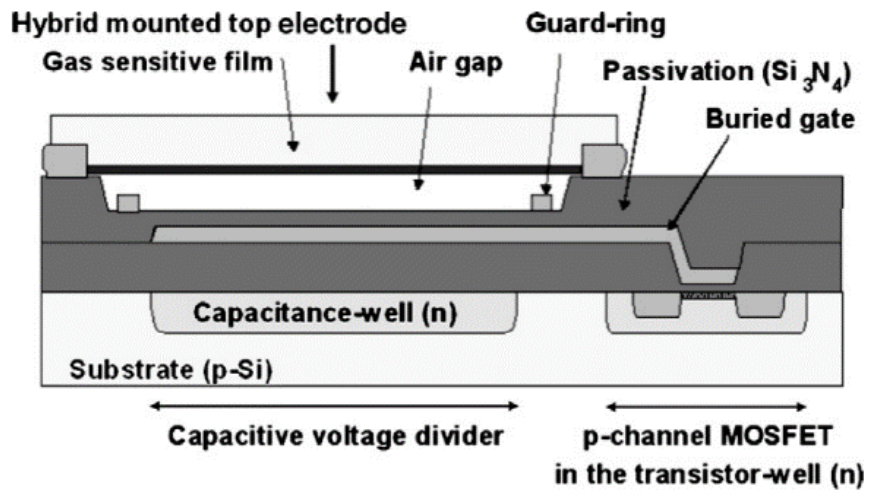 Hybrid mounted top electrode
Guard-ring
Gas sensitive film
Air gap
Passivation (Si3N4)
Buried gate
Capacitance-well (n)
Substrate (p-Si)
Capacitive voltage divider
p-channel MOSFET
in the transistor-well (n)